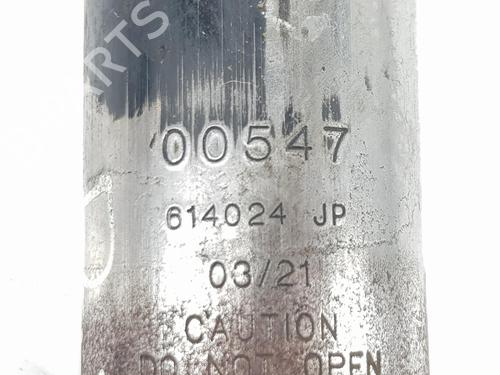 00547
614024 JP
03/21
CAUTION
DO NOT OPEN